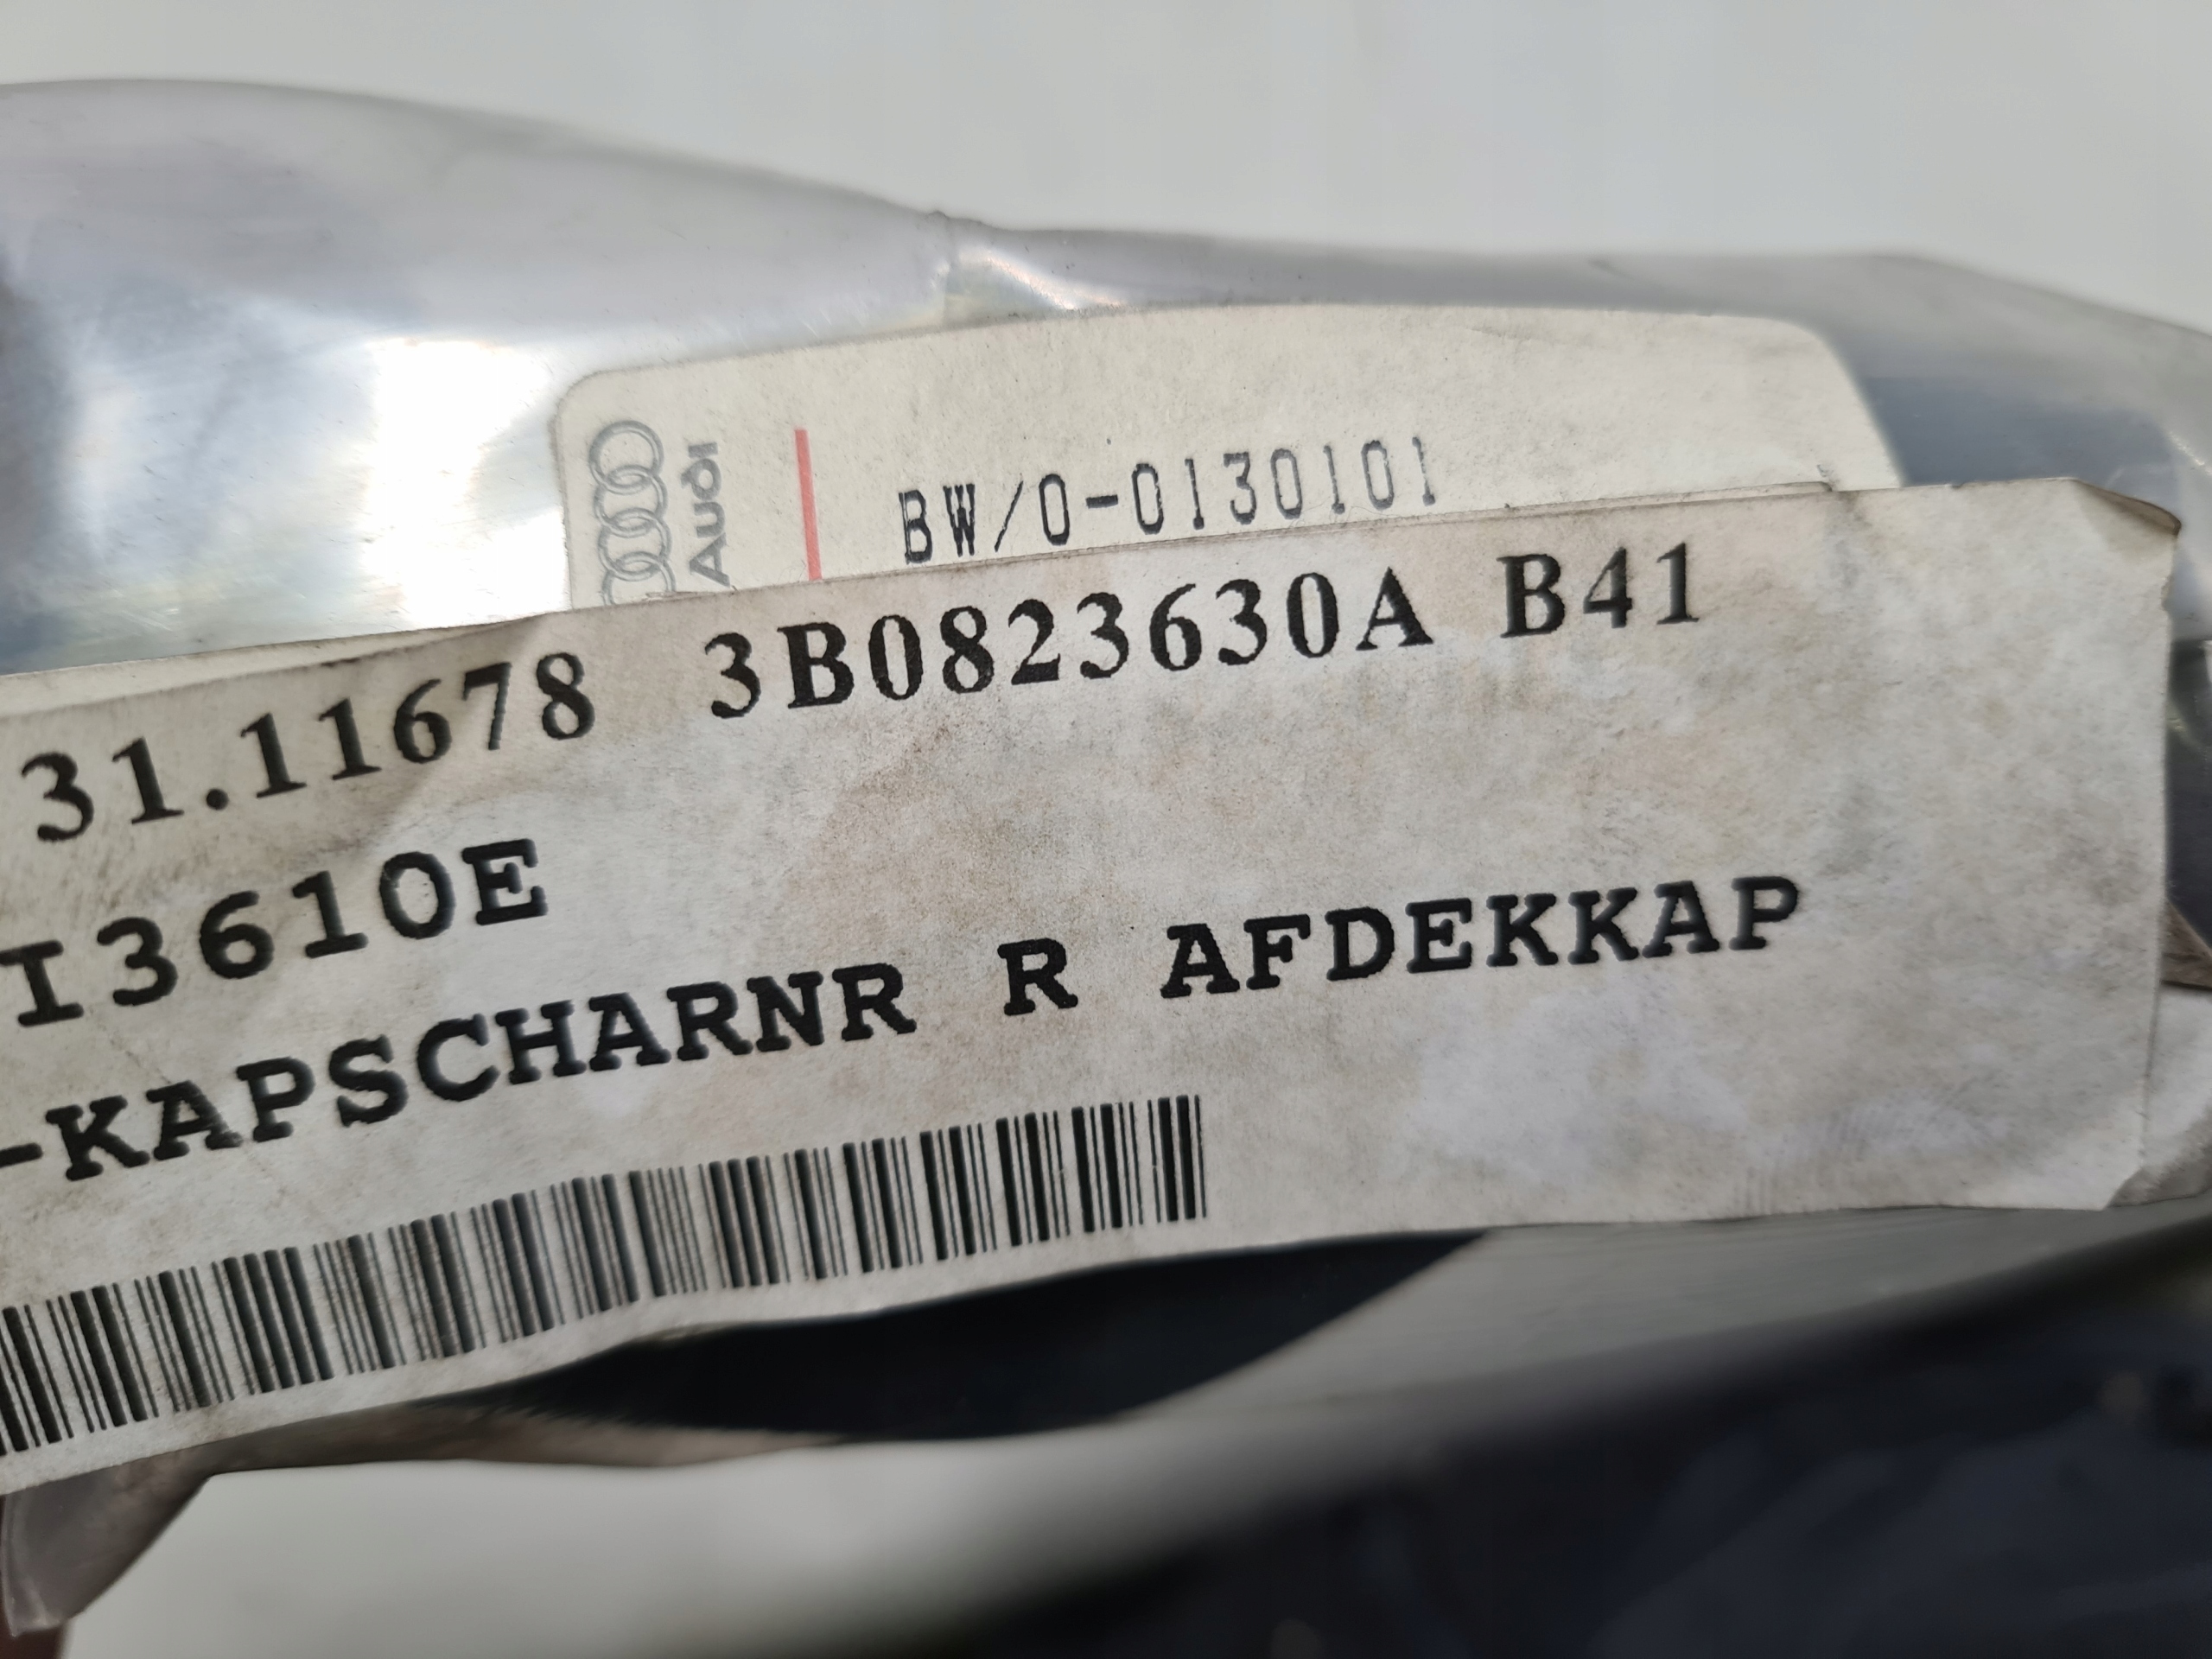 AUDI
BW/0-0130101
31.11678 3B0823630A B41
I3610E
-KAPSCHARNR R AFDEKKAP